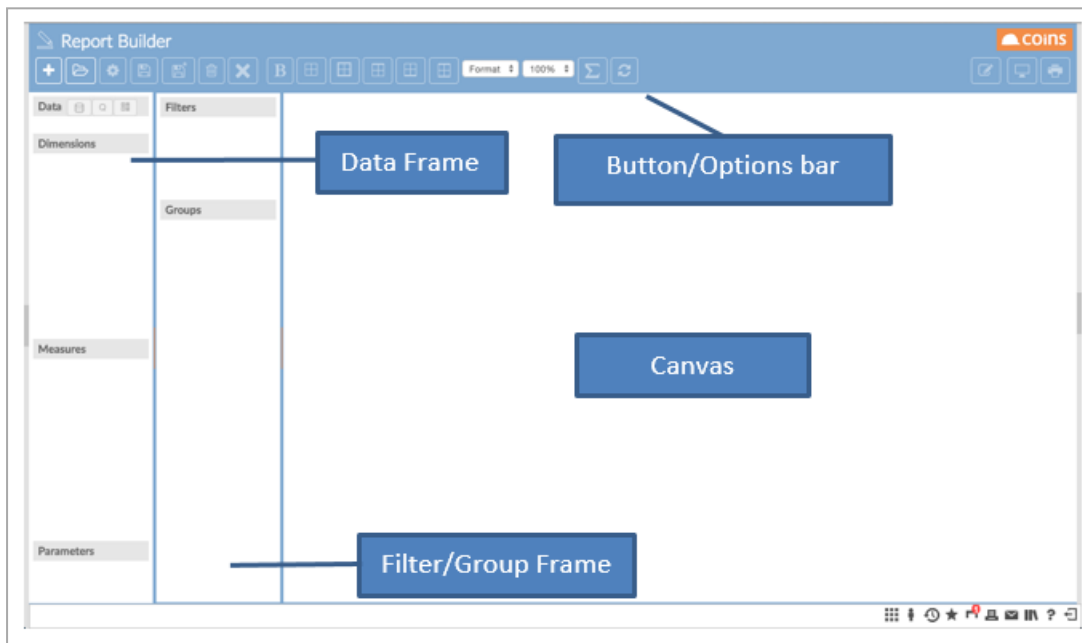 Report Builder
COINS
B
Format
100%
Σ
Data
Filters
Dimensions
Data Frame
Button/Options bar
Groups
Measures
Canvas
Parameters
Filter/Group Frame
?